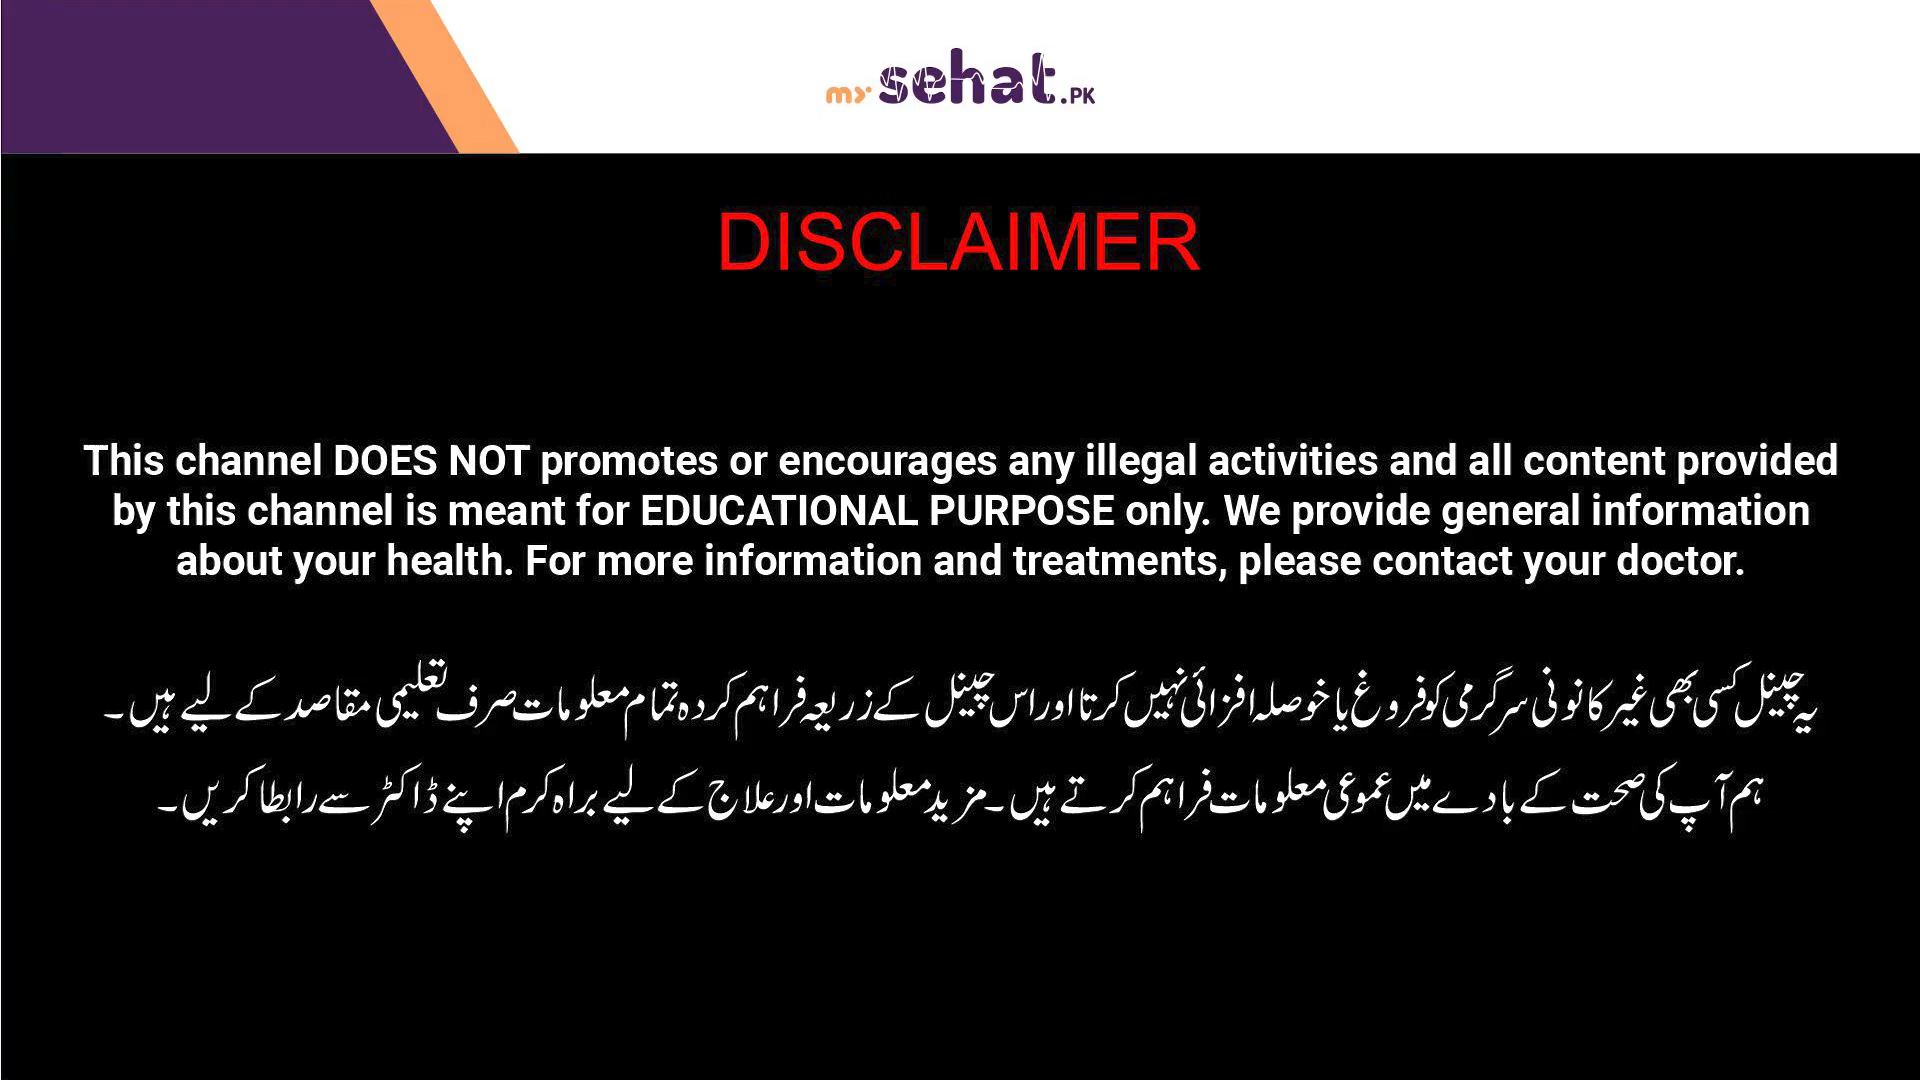 my sehat.PK
DISCLAIMER
This channel DOES NOT promotes or encourages any illegal activities and all content provided
by this channel is meant for EDUCATIONAL PURPOSE only. We provide general information
about your health. For more information and treatments, please contact your doctor.
یہ چینل کسی بھی غیر کانونی سرگرمی کو فروغ یا خوصلہ افزائی نہیں کرتا اور اس چینل کے زریعہ فراہم کردہ تمام معلومات صرف تعلیمی مقاصد کے لیے ہیں۔
ہم آپ کی صحت کے بادے میں عموعی معلومات فراہم کرتے ہیں۔ مزید معلومات اور علاج کے لیے براہ کرم اپنے ڈاکٹر سے رابطا کریں۔